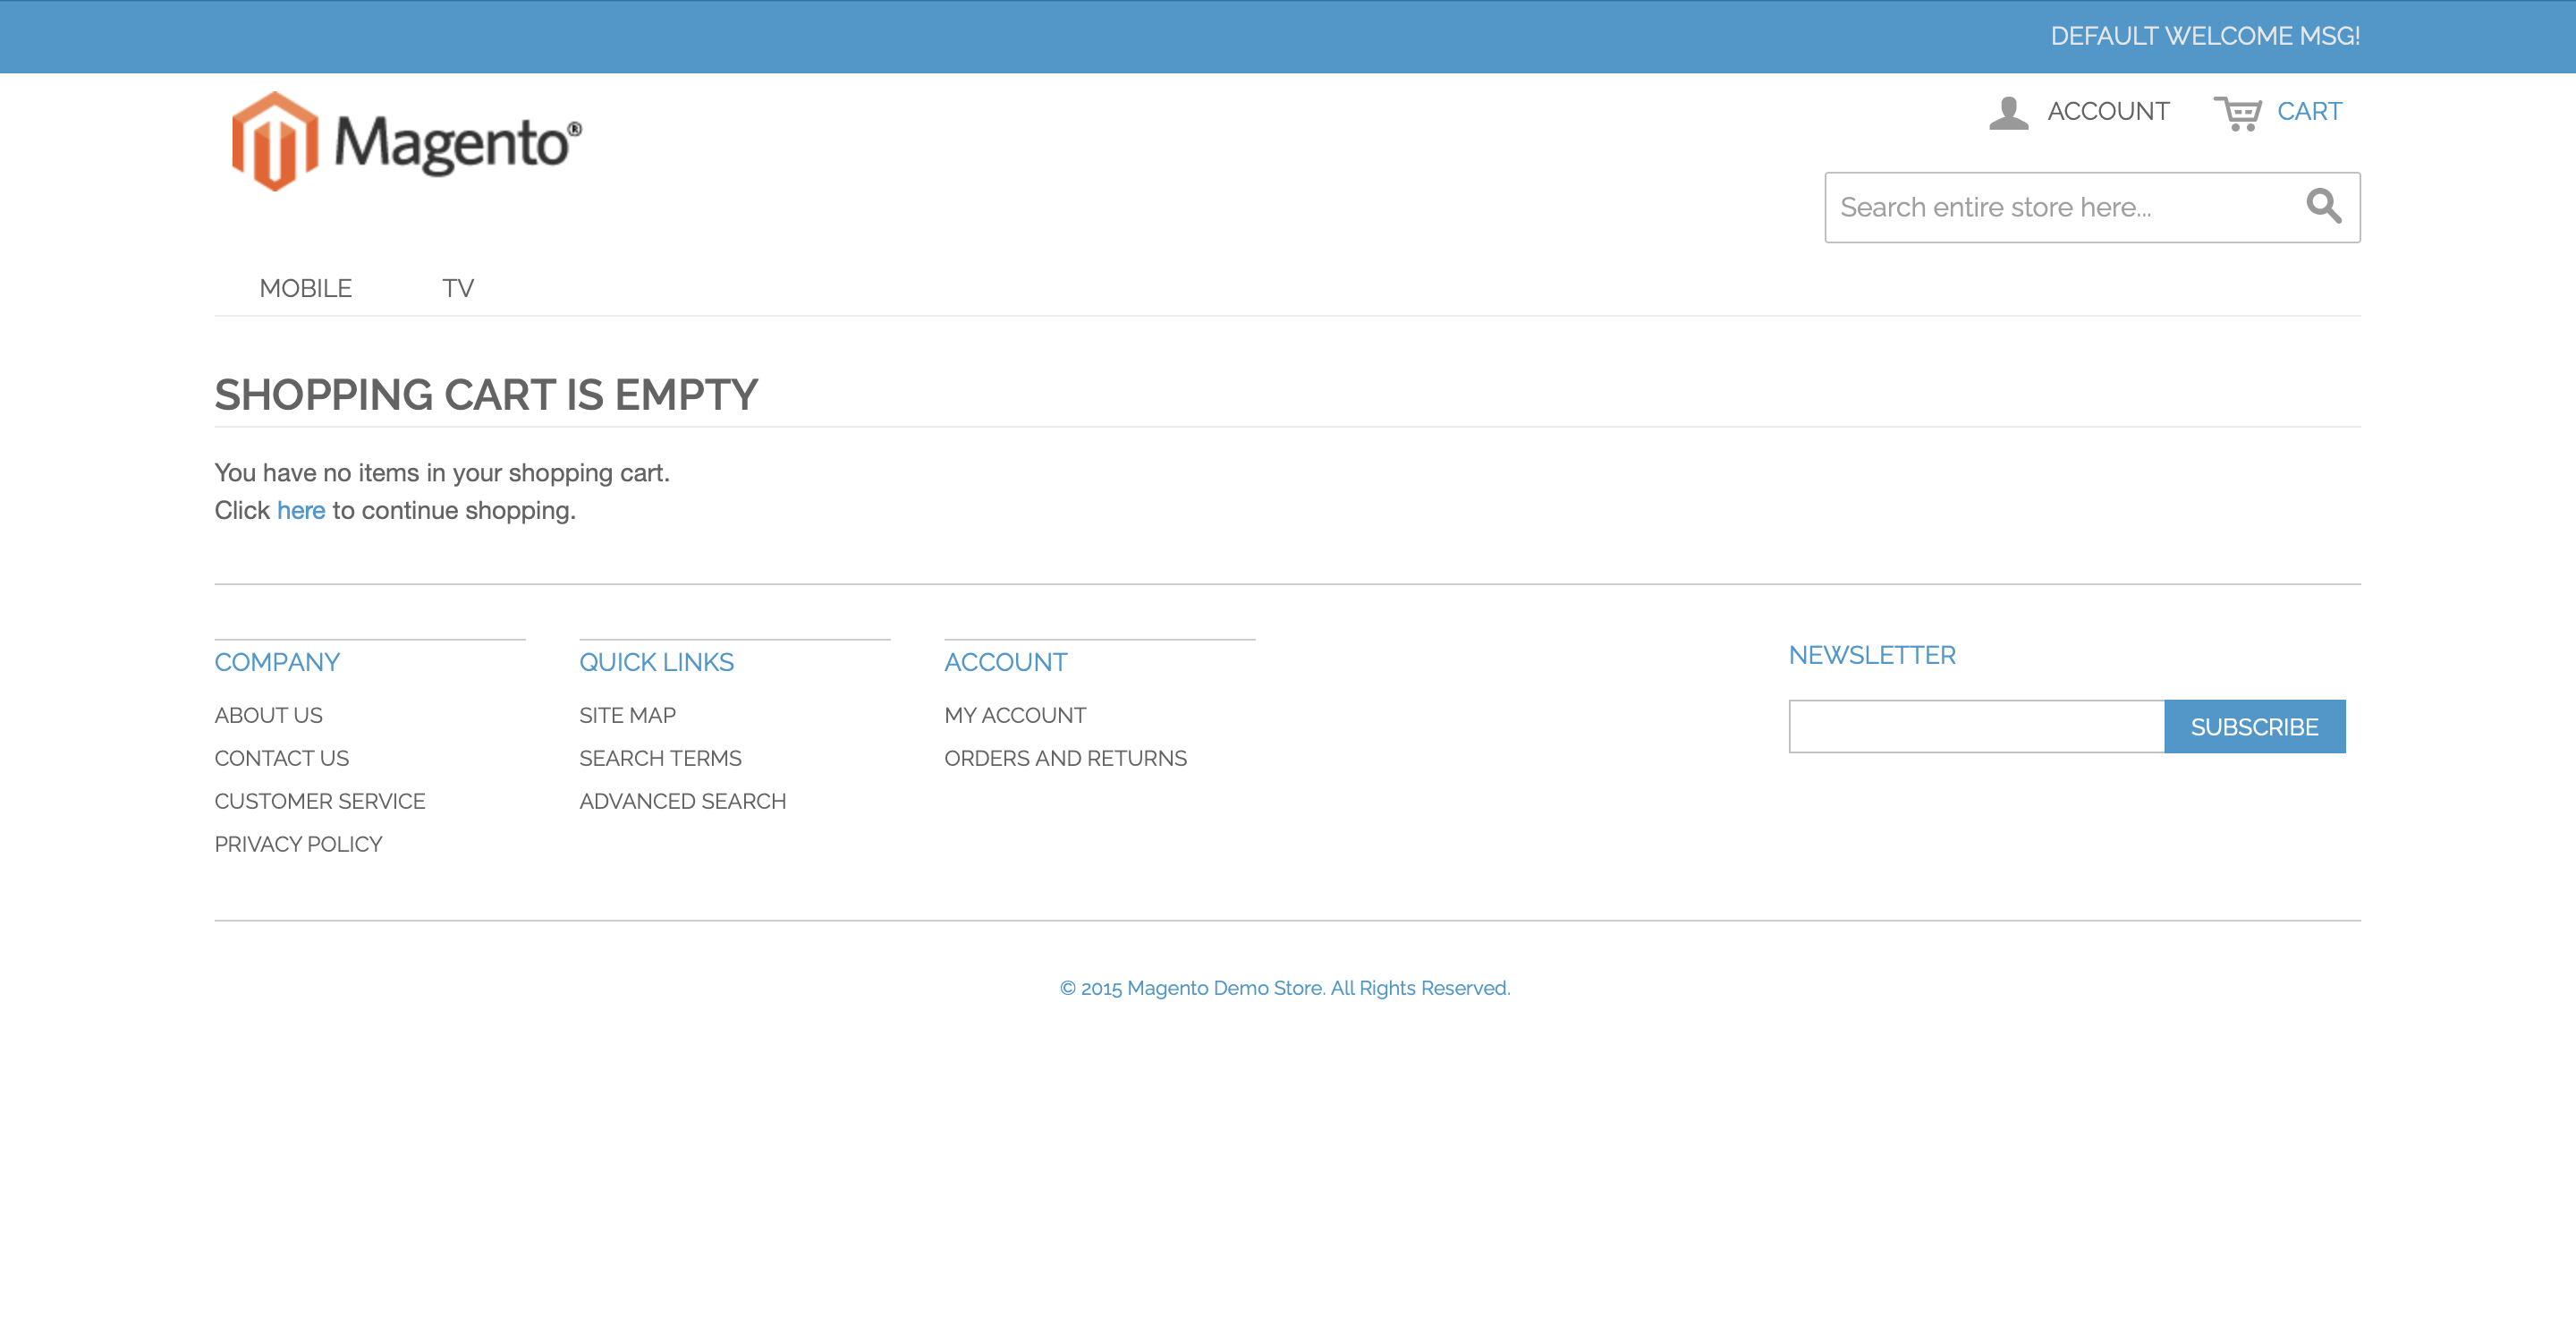 DEFAULT WELCOME MSG!
Magento®
ACCOUNT
CART
Search entire store here...
MOBILE
TV
SHOPPING CART IS EMPTY
You have no items in your shopping cart.
Click here to continue shopping.
COMPANY
ABOUT US
CONTACT US
CUSTOMER SERVICE
PRIVACY POLICY
QUICK LINKS
SITE MAP
SEARCH TERMS
ADVANCED SEARCH
ACCOUNT
MY ACCOUNT
ORDERS AND RETURNS
NEWSLETTER
SUBSCRIBE
© 2015 Magento Demo Store. All Rights Reserved.